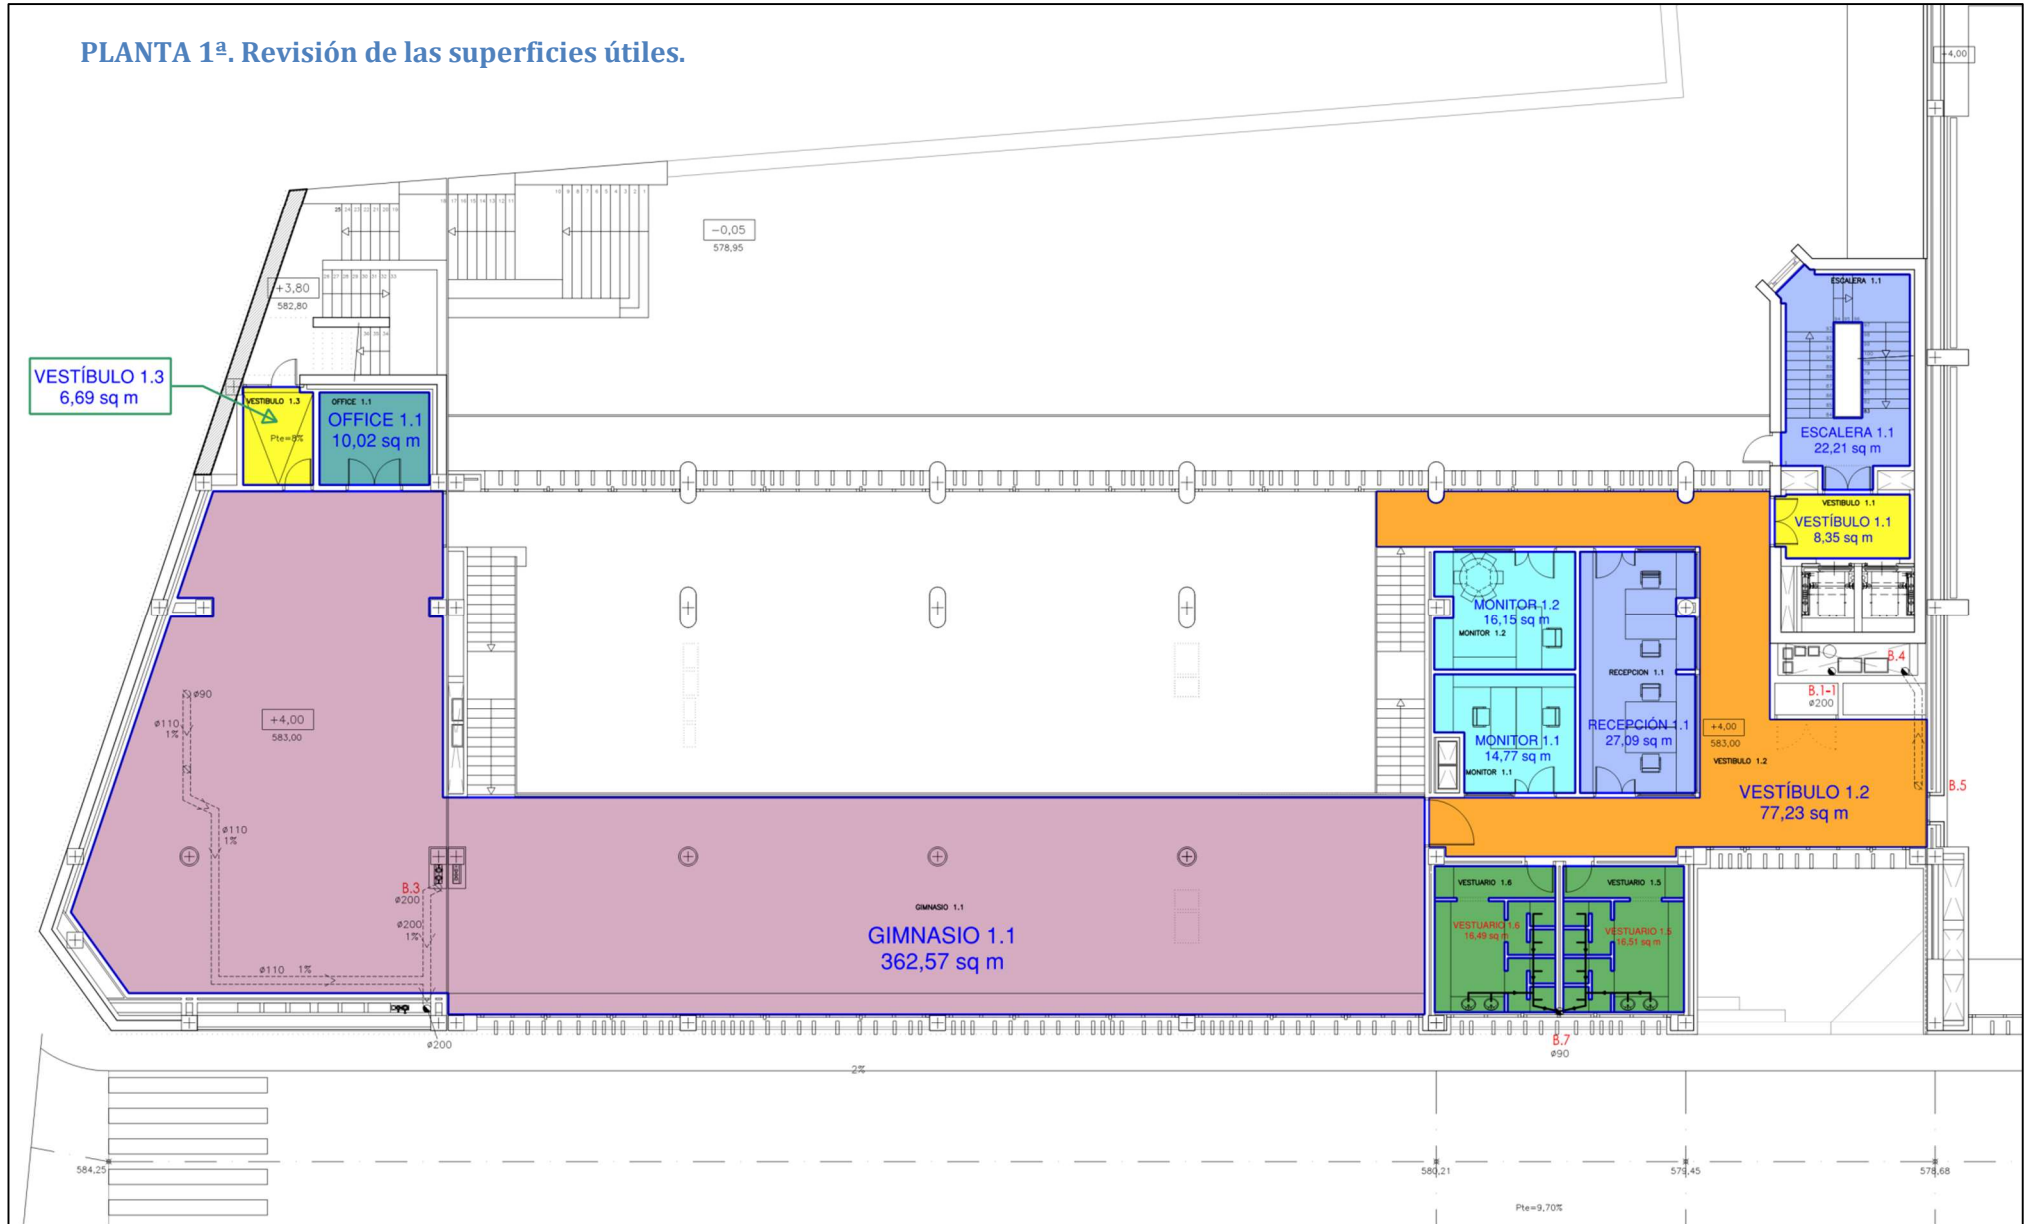 PLANTA 1ª. Revisión de las superficies útiles.
+4,00
-0,05
578,95
+3,80
582,80
VESTÍBULO 1.3
6,69 sq m
VESTIBULO 1.3
Pte=8%
OFFICE 1.1
OFFICE 1.1
10,02 sq m
ESCALERA 1.1
ESCALERA 1.1
22,21 sq m
VESTIBULO 1.1
VESTÍBULO 1.1
8,35 sq m
MONITOR 1.2
16,15 sq m
MONITOR 1.2
RECEPCION 1.1
RECEPCIÓN 1.1
27,09 sq m
MONITOR 1.1
14,77 sq m
MONITOR 1.1
B.4
B.1-1
ø200
+4,00
583,00
VESTIBULO 1.2
VESTÍBULO 1.2
77,23 sq m
B.5
ø90
ø110
1%
+4,00
583,00
ø110
1%
B.3
ø200
ø200
1%
ø110 1%
GIMNASIO 1.1
GIMNASIO 1.1
362,57 sq m
VESTUARIO 1.6
VESTUARIO 1.5
VESTUARIO 1.6
16,49 sq m
VESTUARIO 1.5
16,51 sq m
ø200
B.7
ø90
2%
584,25
580,21
579,45
578,68
Pte=9,70%